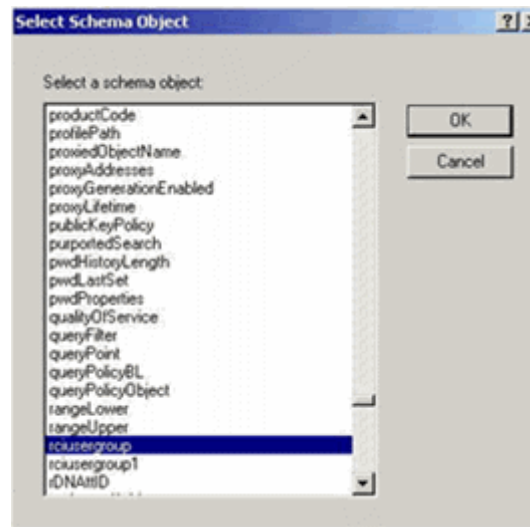 Select Schema Object
Select a schema object:
productCode
profilePath
proxiedObjectName
proxyAddresses
proxyGenerationEnabled
proxyLifetime
publicKeyPolicy
purportedSearch
pwdHistoryLength
pwdLastSet
pwdProperties
qualityOfService
queryFilter
queryPoint
queryPolicyBL
queryPolicyObject
rangeLower
rangeUpper
rciusergroup
rciusergroup1
rDNAttID
OK
Cancel